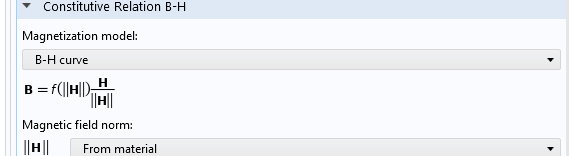 Constitutive Relation B-H
Magnetization model:
B-H curve
B = f(||H||) H/||H||
Magnetic field norm:
||H|| From material